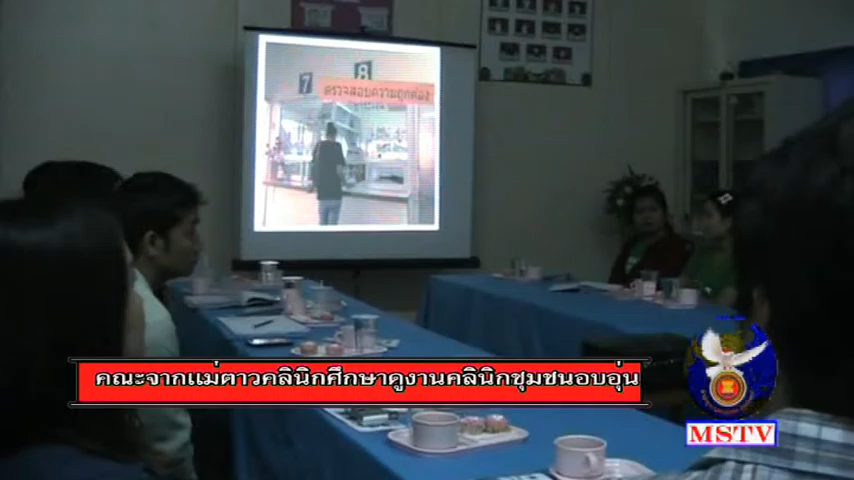 7 8
ตรวจสอบความถูกต้อง
คณะจากแม่ตาวคลินิกศึกษาดูงานคลินิกชุมชนอบอุ่น
MSTV